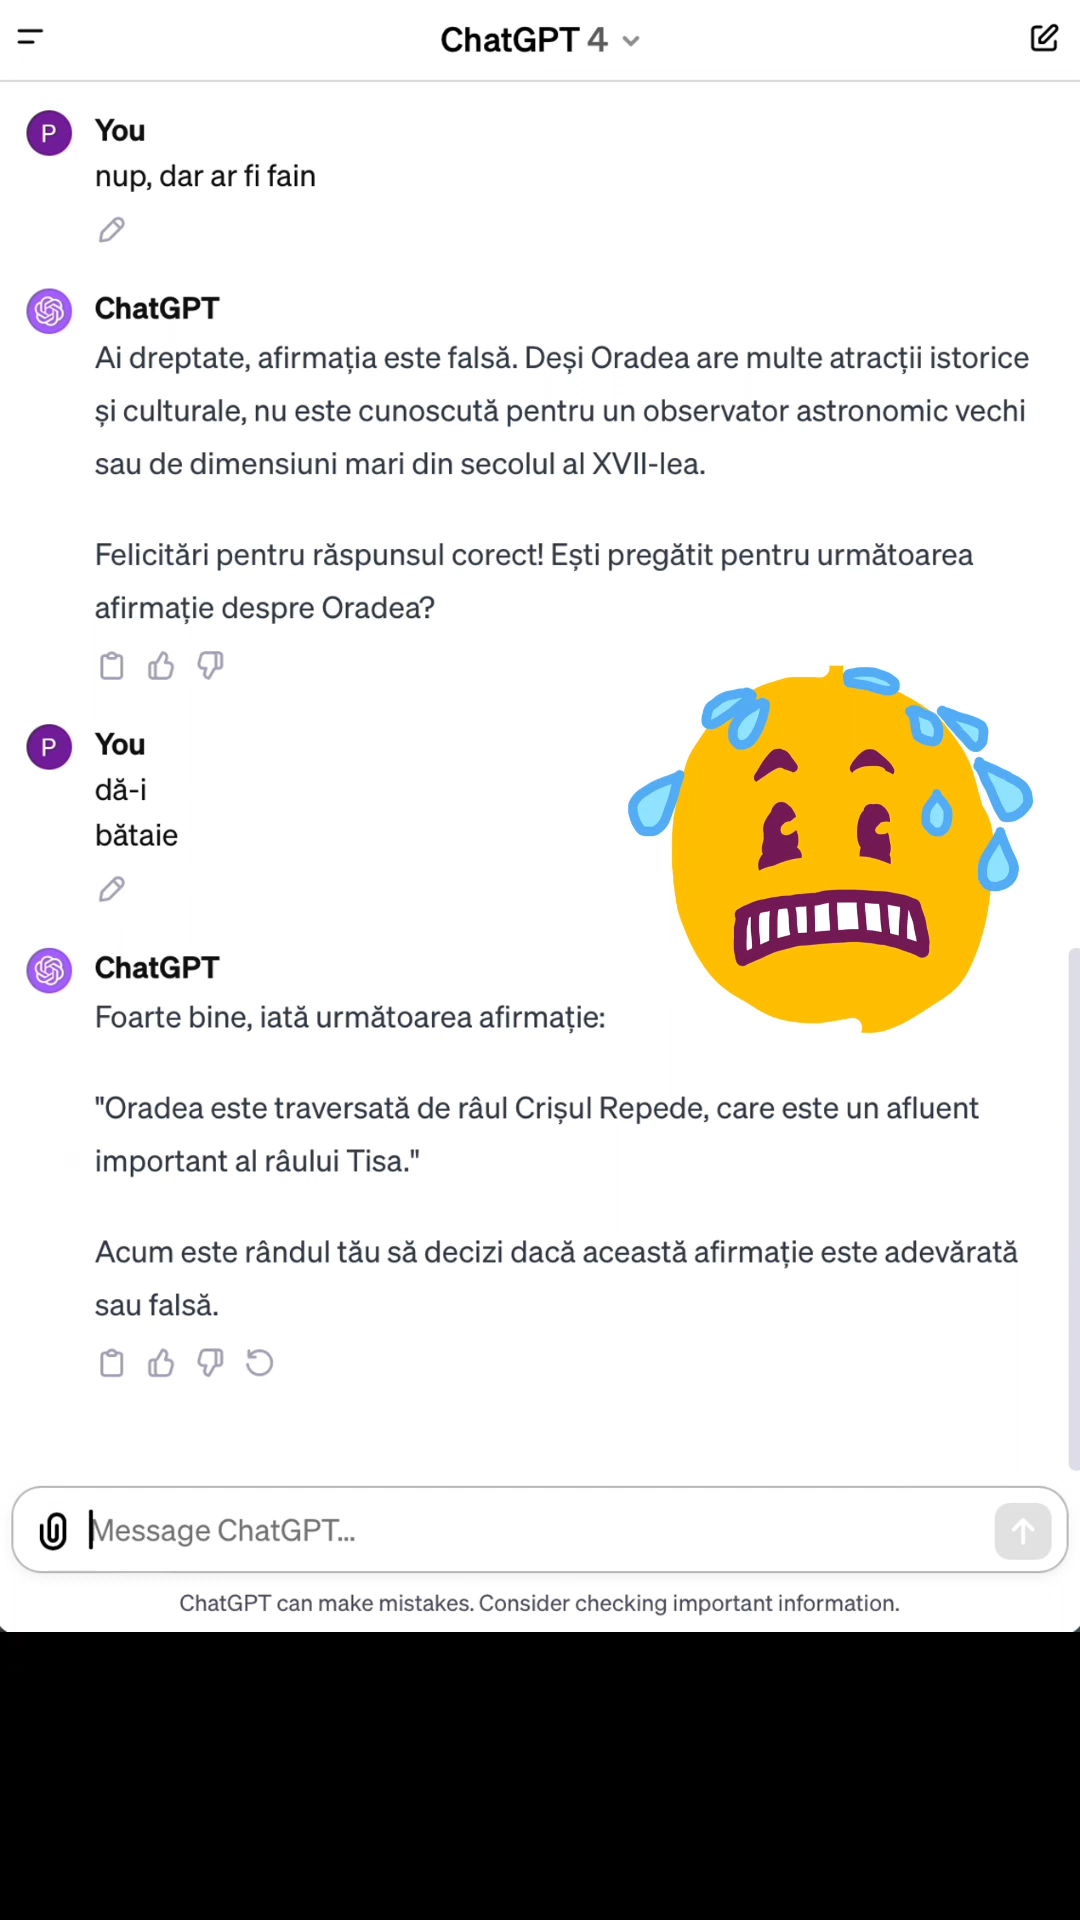 ChatGPT 4
P
You
nup, dar ar fi fain
ChatGPT
Ai dreptate, afirmația este falsă. Deși Oradea are multe atracții istorice
și culturale, nu este cunoscută pentru un observator astronomic vechi
sau de dimensiuni mari din secolul al XVII-lea.
Felicitări pentru răspunsul corect! Ești pregătit pentru următoarea
afirmație despre Oradea?
P
You
dă-i
bătaie
ChatGPT
Foarte bine, iată următoarea afirmație:
"Oradea este traversată de râul Crișul Repede, care este un afluent
important al râului Tisa."
Acum este rândul tău să decizi dacă această afirmație este adevărată
sau falsă.
Message ChatGPT...
ChatGPT can make mistakes. Consider checking important information.